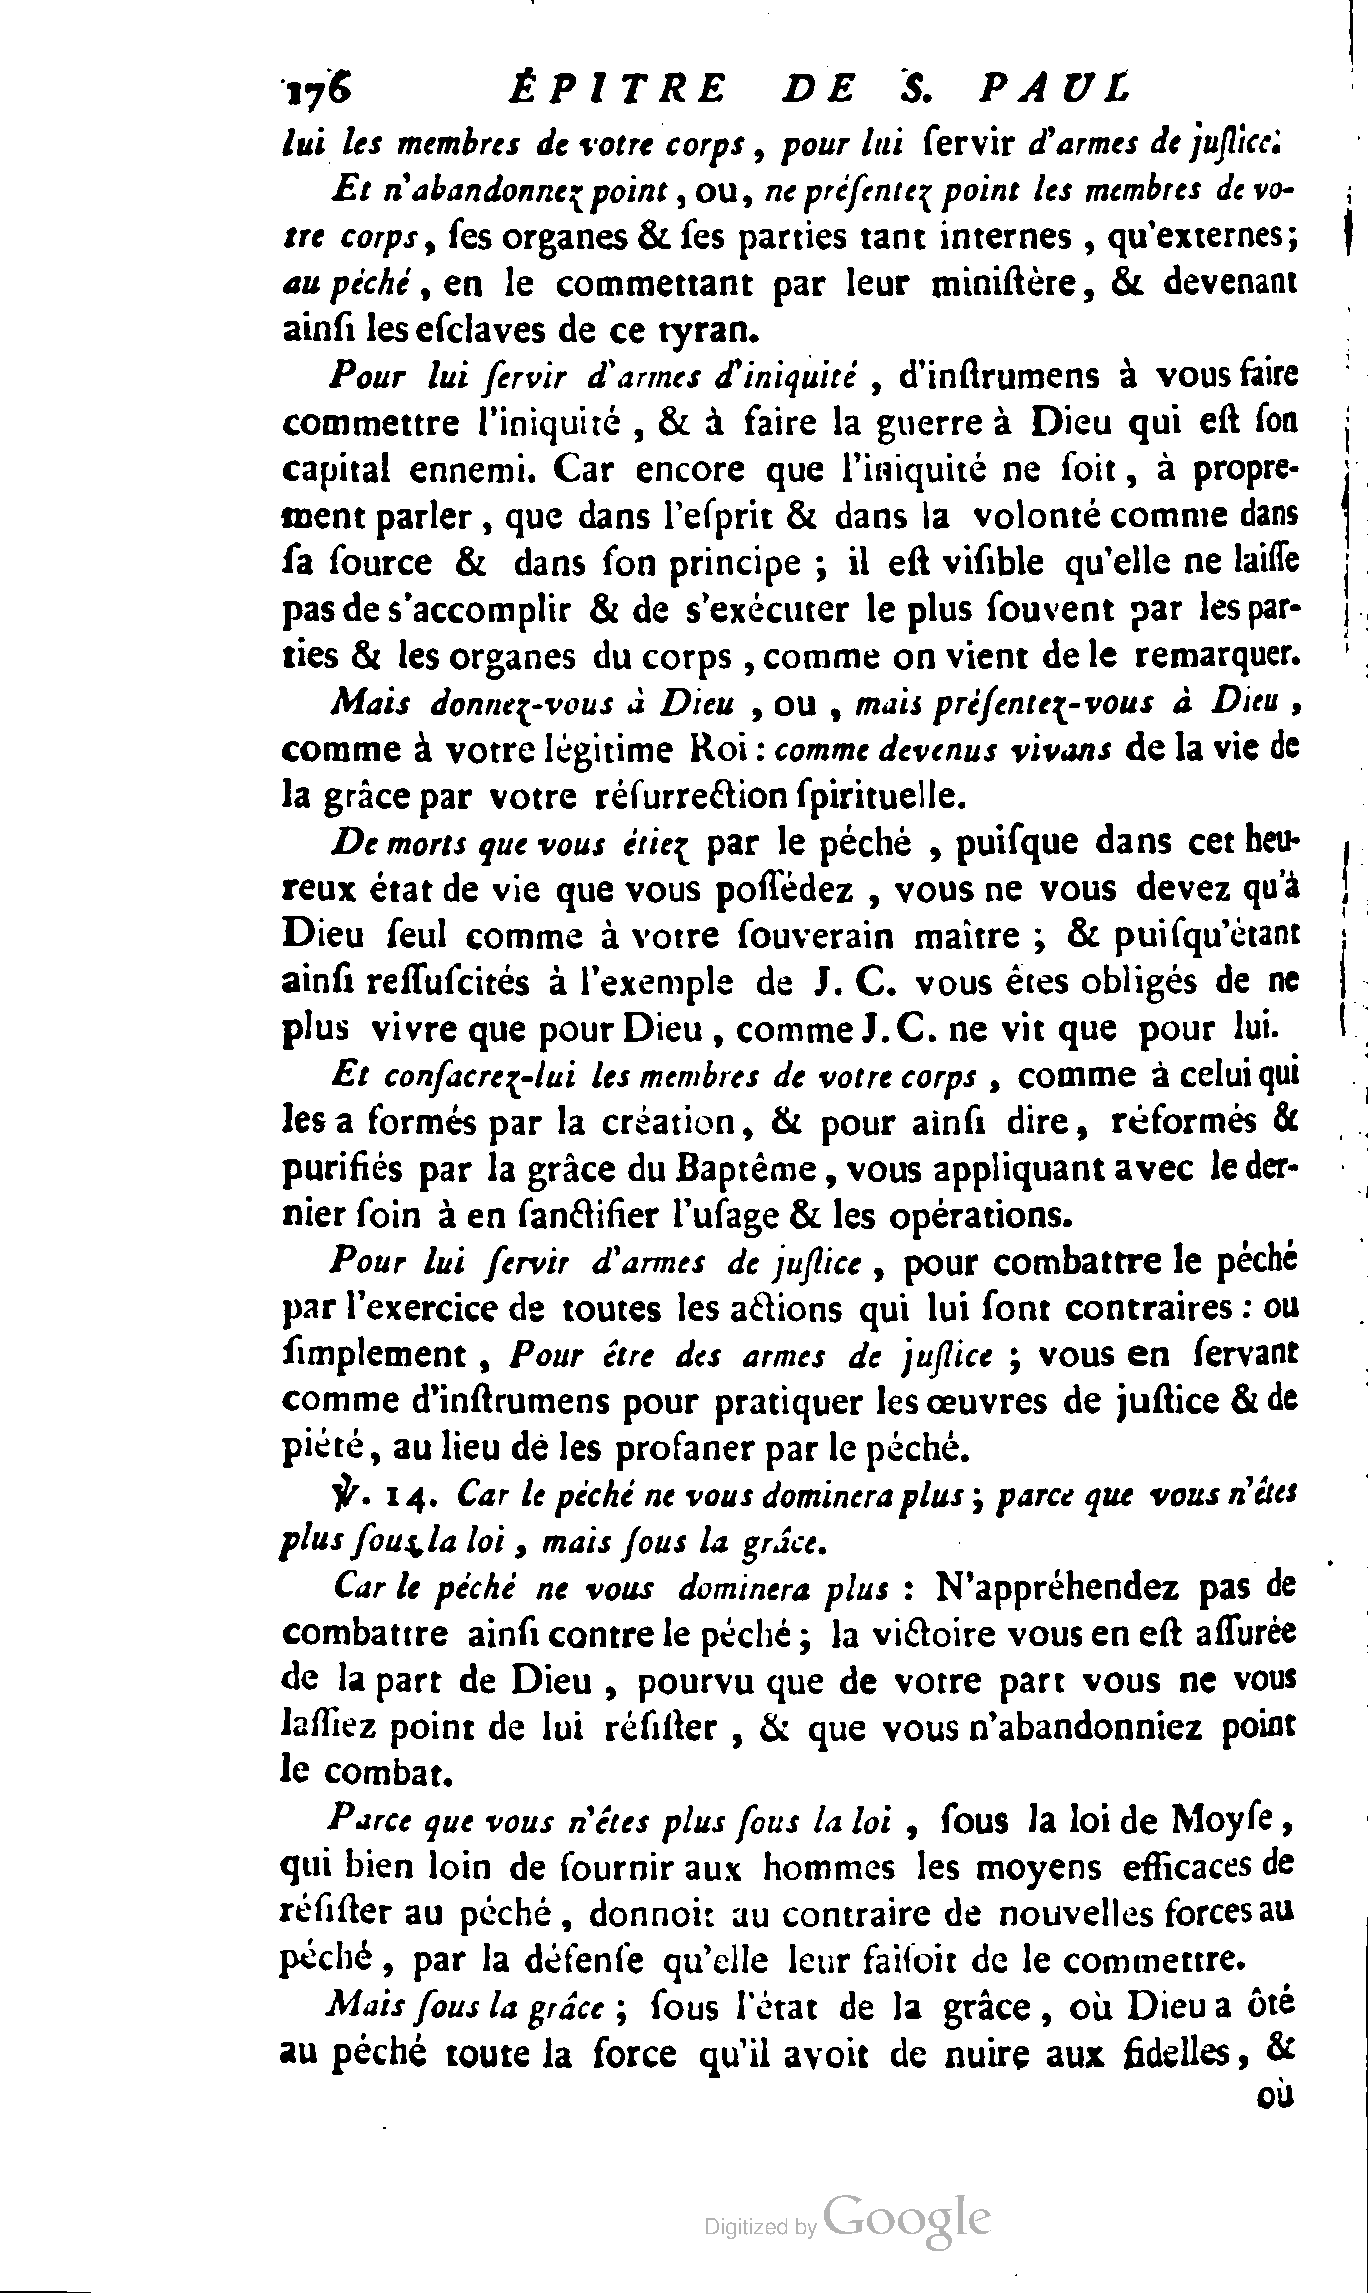 176 ÉPITRE DE S. PAUL
lui les membres de votre corps, pour lui ſervir d'armes de juſtice.
Et n'abandonnez point, ou, ne préſentez point les membres de vo-
tre corps, ſes organes & ſes parties tant internes, qu'externes;
au péché, en le commettant par leur miniſtère, & devenant
ainſi les eſclaves de ce tyran.
Pour lui ſervir d'armes d'iniquité, d'inſtrumens à vous faire
commettre l'iniquité, & à faire la guerre à Dieu qui eſt ſon
capital ennemi. Car encore que l'iniquité ne ſoit, à propre-
ment parler, que dans l'eſprit & dans la volonté comme dans
ſa ſource & dans ſon principe; il eſt viſible qu'elle ne laiſſe
pas de s'accomplir & de s'exécuter le plus ſouvent par les par-
ties & les organes du corps, comme on vient de le remarquer.
Mais donnez-vous à Dieu, ou, mais préſentez-vous à Dieu,
comme à votre légitime Roi: comme devenus vivans de la vie de
la grâce par votre réſurrection ſpirituelle.
De morts que vous étiez par le péché, puiſque dans cet heu-
reux état de vie que vous poſſédez, vous ne vous devez qu'à
Dieu ſeul comme à votre ſouverain maître; & puiſqu'étant
ainſi reſſuſcités à l'exemple de J. C. vous êtes obligés de ne
plus vivre que pour Dieu, comme J. C. ne vit que pour lui.
Et conſacrez-lui les membres de votre corps, comme à celui qui
les a formés par la création, & pour ainſi dire, réformés &
purifiés par la grâce du Baptême, vous appliquant avec le der-
nier ſoin à en ſanctifier l'uſage & les opérations.
Pour lui ſervir d'armes de juſtice, pour combattre le péché
par l'exercice de toutes les actions qui lui ſont contraires: ou
ſimplement, Pour être des armes de juſtice; vous en ſervant
comme d'inſtrumens pour pratiquer les œuvres de juſtice & de
piété, au lieu de les profaner par le péché.
℣. 14. Car le péché ne vous dominera plus; parce que vous n'êtes
plus ſous la loi, mais ſous la grâce.
Car le péché ne vous dominera plus: N'appréhendez pas de
combattre ainſi contre le péché; la victoire vous en eſt aſſurée
de la part de Dieu, pourvu que de votre part vous ne vous
laſſiez point de lui réſiſter, & que vous n'abandonniez point
le combat.
Parce que vous n'êtes plus ſous la loi, ſous la loi de Moyſe,
qui bien loin de fournir aux hommes les moyens efficaces de
réſiſter au péché, donnoit au contraire de nouvelles forces au
péché, par la défenſe qu'elle leur faiſoit de le commettre.
Mais ſous la grâce; ſous l'état de la grâce, où Dieu a ôté
au péché toute la force qu'il avoit de nuire aux fidelles, &
où
Digitized by Google